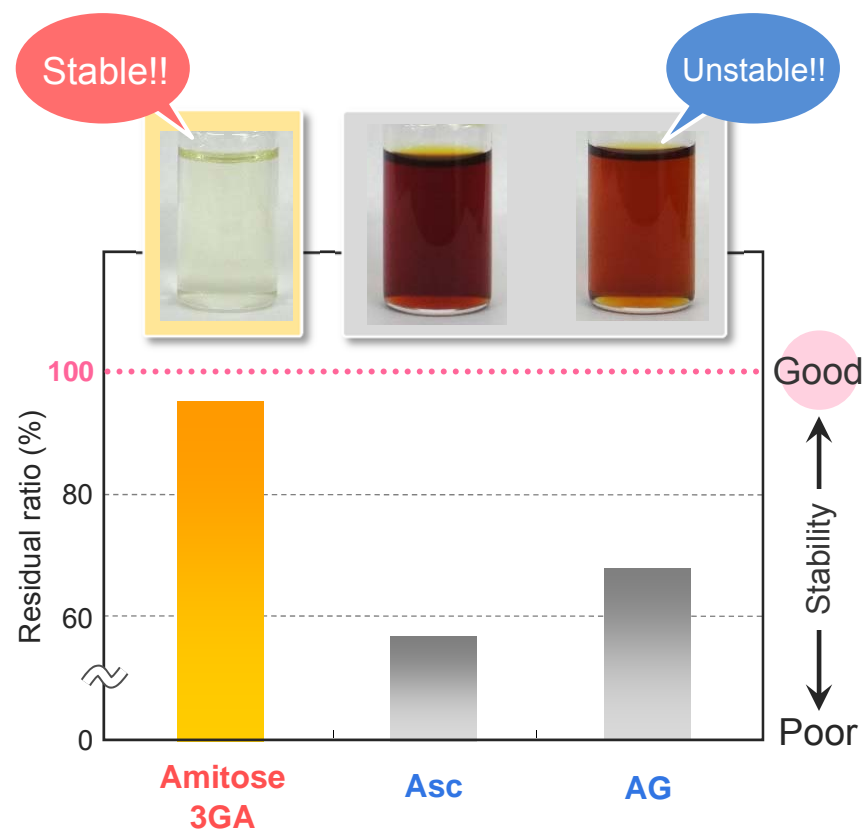 Stable!!
Unstable!!
100
80
60
0
Residual ratio (%)
Good
Stability
Poor
Amitose
3GA
Asc
AG